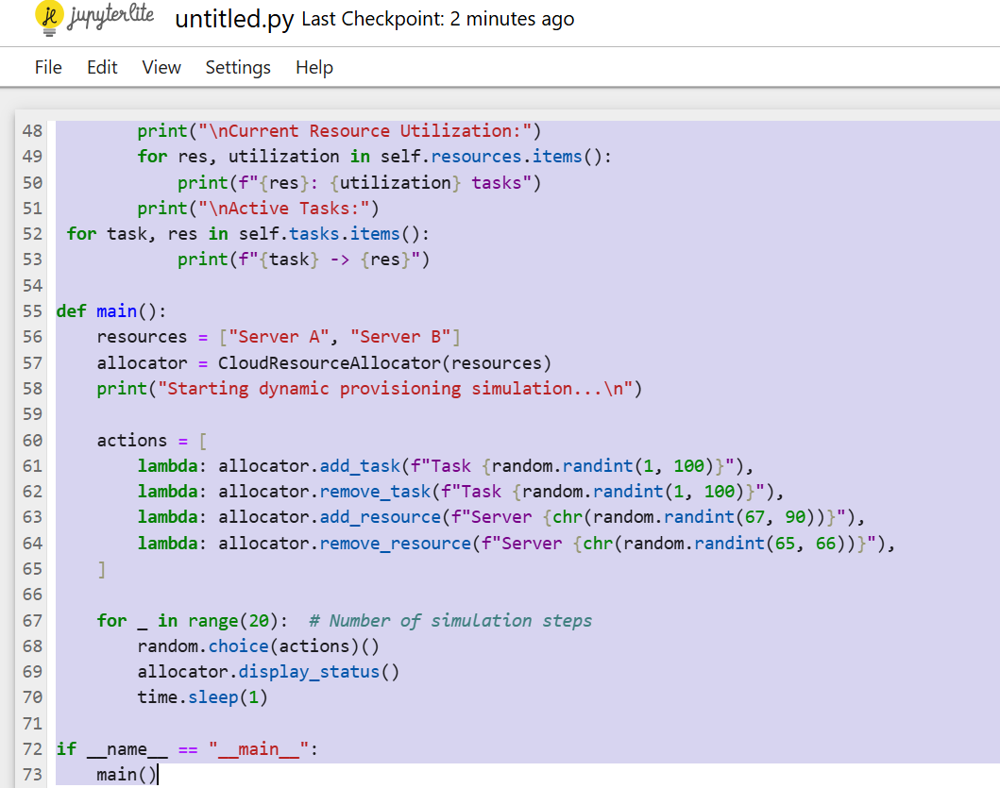 jupyterlite untitled.py Last Checkpoint: 2 minutes ago
File Edit View Settings Help
48         print("\nCurrent Resource Utilization:")
49         for res, utilization in self.resources.items():
50             print(f"{res}: {utilization} tasks")
51         print("\nActive Tasks:")
52  for task, res in self.tasks.items():
53             print(f"{task} -> {res}")
54
55 def main():
56     resources = ["Server A", "Server B"]
57     allocator = CloudResourceAllocator(resources)
58     print("Starting dynamic provisioning simulation...\n")
59
60     actions = [
61         lambda: allocator.add_task(f"Task {random.randint(1, 100)}"),
62         lambda: allocator.remove_task(f"Task {random.randint(1, 100)}"),
63         lambda: allocator.add_resource(f"Server {chr(random.randint(67, 90))}"),
64         lambda: allocator.remove_resource(f"Server {chr(random.randint(65, 66))}"),
65     ]
66
67     for _ in range(20):  # Number of simulation steps
68         random.choice(actions)()
69         allocator.display_status()
70         time.sleep(1)
71
72 if __name__ == "__main__":
73     main()